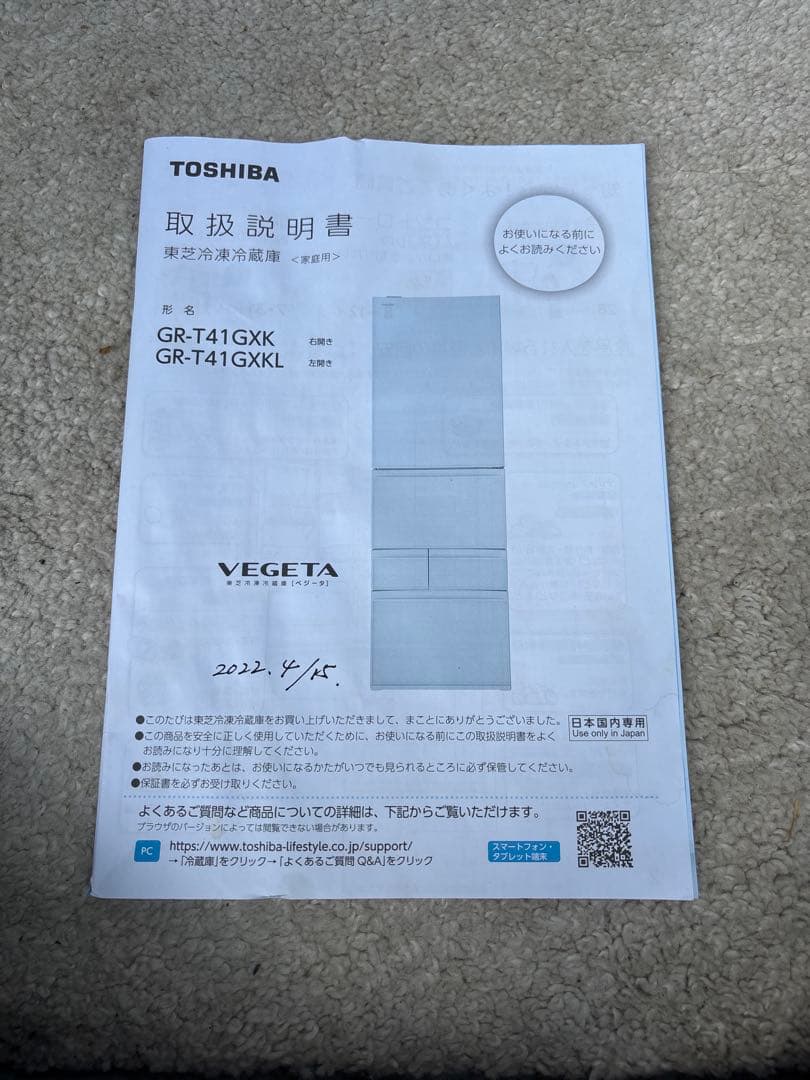 TOSHIBA
取扱説明書
東芝冷凍冷蔵庫 <家庭用>
お使いになる前に
よくお読みください
形名
GR-T41GXK 右開き
GR-T41GXKL 左開き
VEGETA
東芝冷凍冷蔵庫[ベジータ]
2022.4/15.
●このたびは東芝冷凍冷蔵庫をお買い上げいただきまして、まことにありがとうございました。
●この商品を安全に正しく使用していただくために、お使いになる前にこの取扱説明書をよく
お読みになり十分に理解してください。
●お読みになったあとは、お使いになるかたがいつでも見られるところに必ず保管してください。
●保証書を必ずお受け取りください。
日本国内専用
Use only in Japan
よくあるご質問など商品についての詳細は、下記からご覧いただけます。
ブラウザのバージョンによっては閲覧できない場合があります。
PC https://www.toshiba-lifestyle.co.jp/support/
→「冷蔵庫」をクリック→「よくあるご質問 Q&A」をクリック
スマートフォン・
タブレット端末